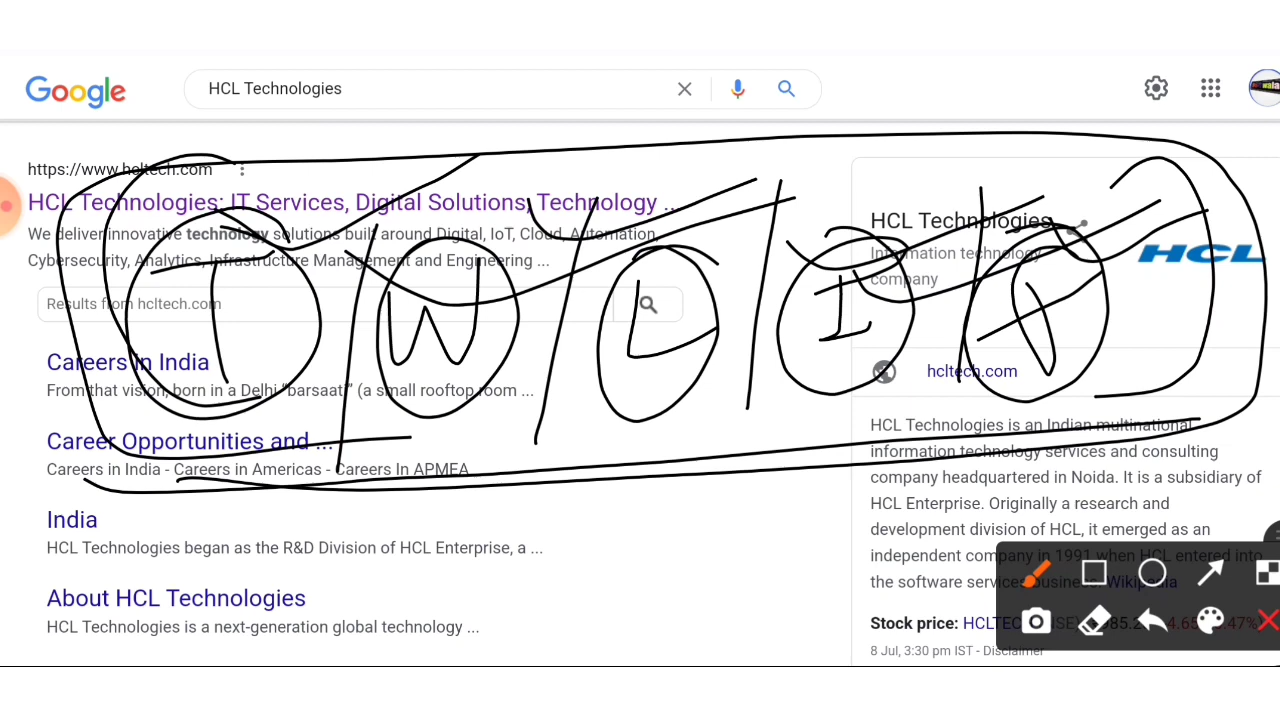 Google
HCL Technologies
https://www.hcltech.com
HCL Technologies: IT Services, Digital Solutions, Technology ...
We deliver innovative technology solutions built around Digital, IoT, Cloud, Automation,
Cybersecurity, Analytics, Infrastructure Management and Engineering ...
Results from hcltech.com
T W L I T
Careers in India
From that vision, born in a Delhi "barsaati" (a small rooftop room ...
Career Opportunities and ...
Careers in India - Careers in Americas - Careers In APMEA
India
HCL Technologies began as the R&D Division of HCL Enterprise, a ...
About HCL Technologies
HCL Technologies is a next-generation global technology ...
HCL Technologies
Information technology
company
HCL
hcltech.com
HCL Technologies is an Indian multinational
information technology services and consulting
company headquartered in Noida. It is a subsidiary of
HCL Enterprise. Originally a research and
development division of HCL, it emerged as an
independent company in 1991 when HCL entered into
the software services business. Wikipedia
Stock price: HCLTECH
8 Jul, 3:30 pm IST - Disclaimer